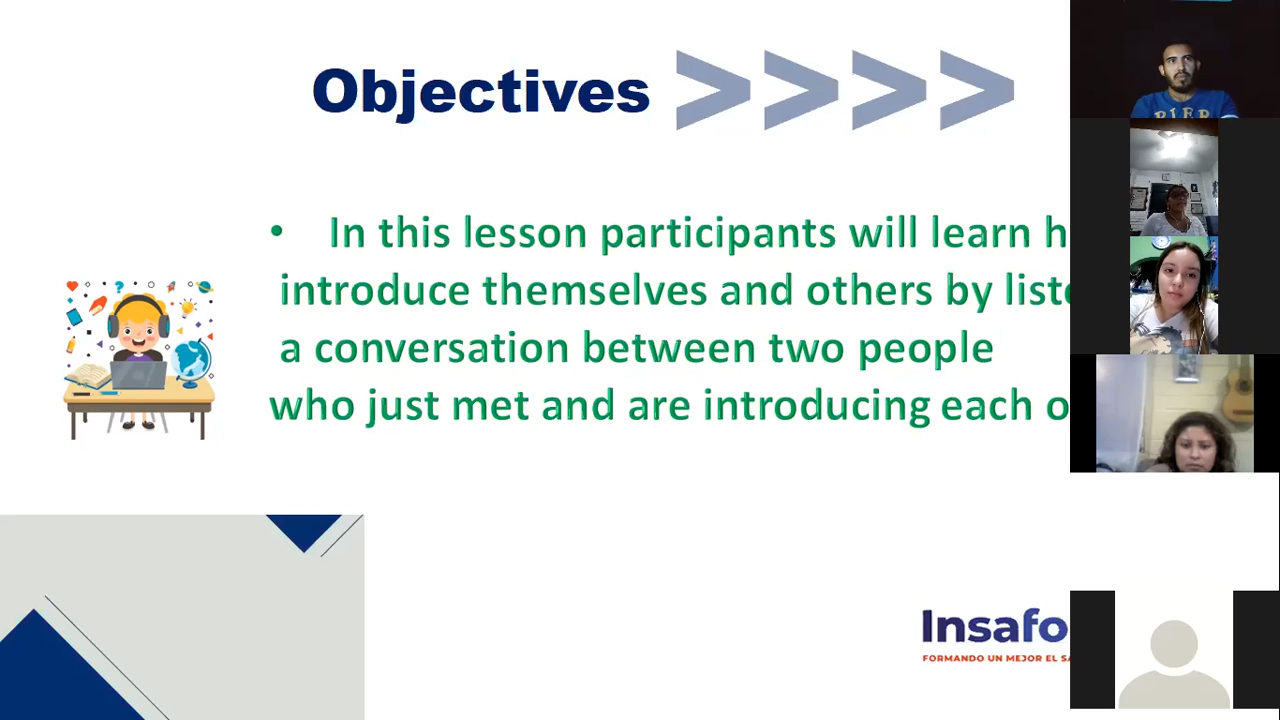 Objectives >>>>
• In this lesson participants will learn h
introduce themselves and others by liste
a conversation between two people
who just met and are introducing each o
Insafo
FORMANDO UN MEJOR EL SA